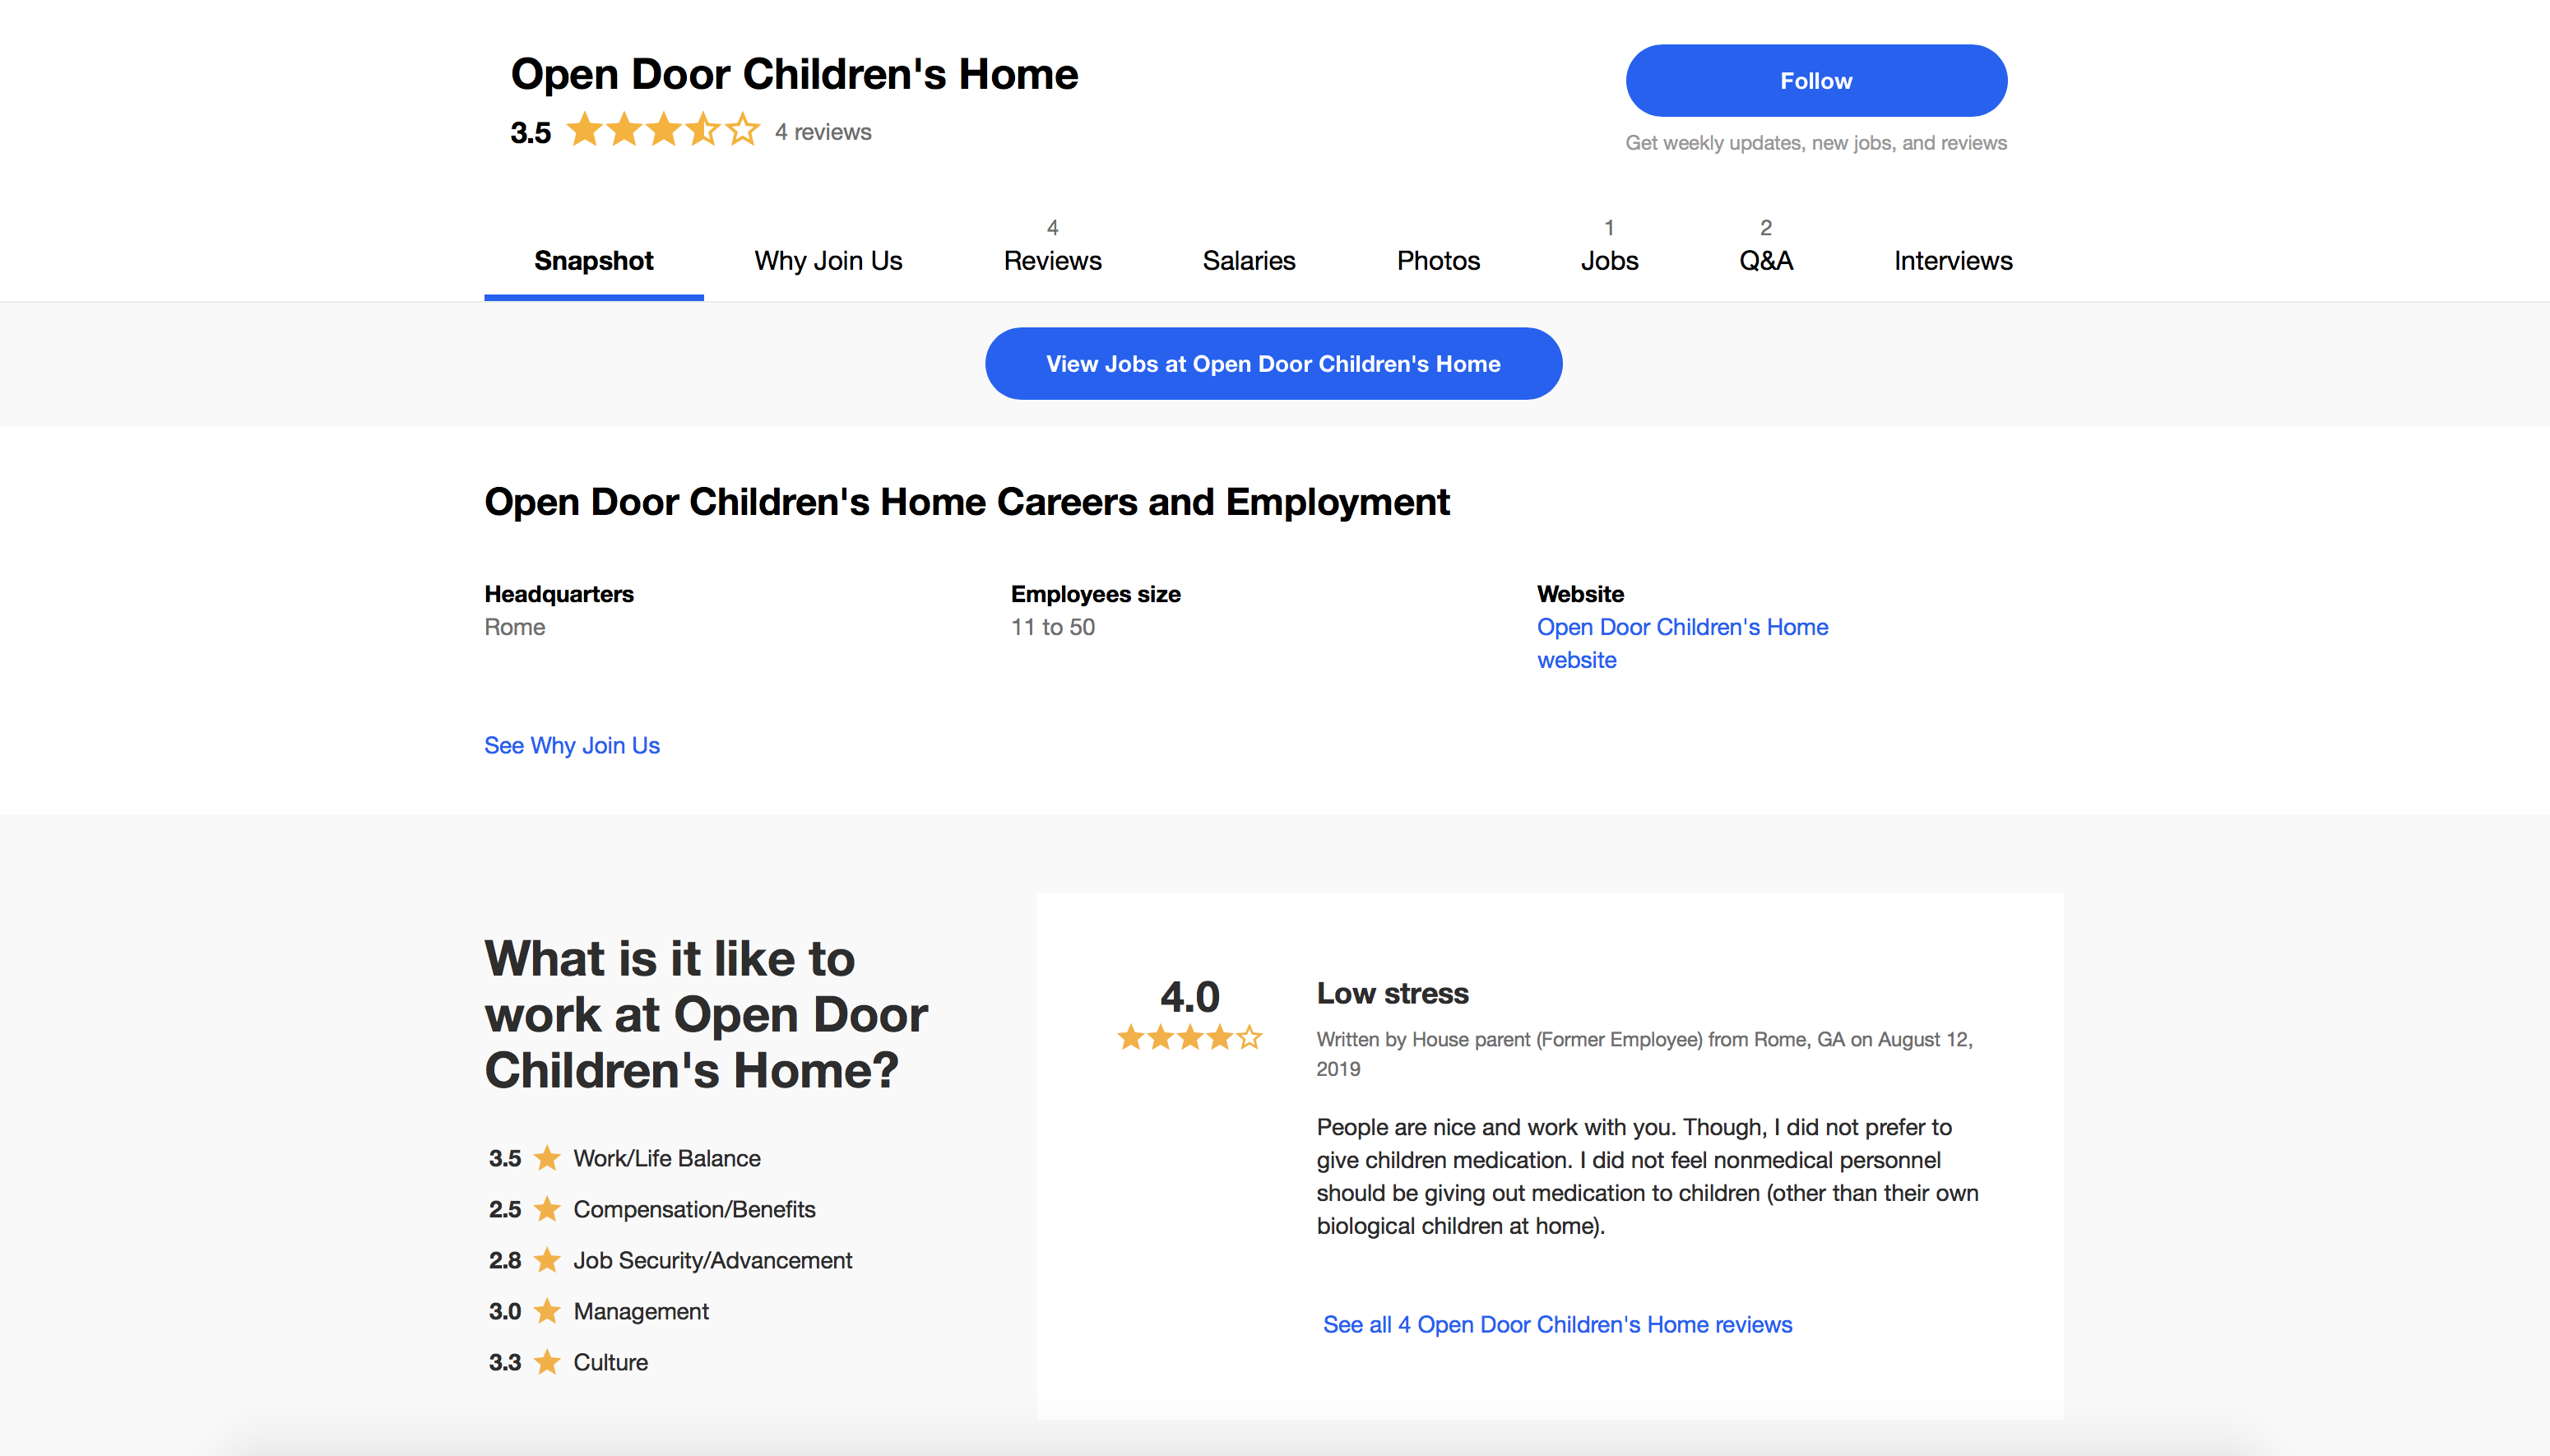 Open Door Children's Home
3.5 4 reviews
Follow
Get weekly updates, new jobs, and reviews
Snapshot
Why Join Us
4
Reviews
Salaries
Photos
1
Jobs
2
Q&A
Interviews
View Jobs at Open Door Children's Home
Open Door Children's Home Careers and Employment
Headquarters
Rome
Employees size
11 to 50
Website
Open Door Children's Home
website
See Why Join Us
What is it like to
work at Open Door
Children's Home?
3.5 Work/Life Balance
2.5 Compensation/Benefits
2.8 Job Security/Advancement
3.0 Management
3.3 Culture
4.0
Low stress
Written by House parent (Former Employee) from Rome, GA on August 12,
2019
People are nice and work with you. Though, I did not prefer to
give children medication. I did not feel nonmedical personnel
should be giving out medication to children (other than their own
biological children at home).
See all 4 Open Door Children's Home reviews